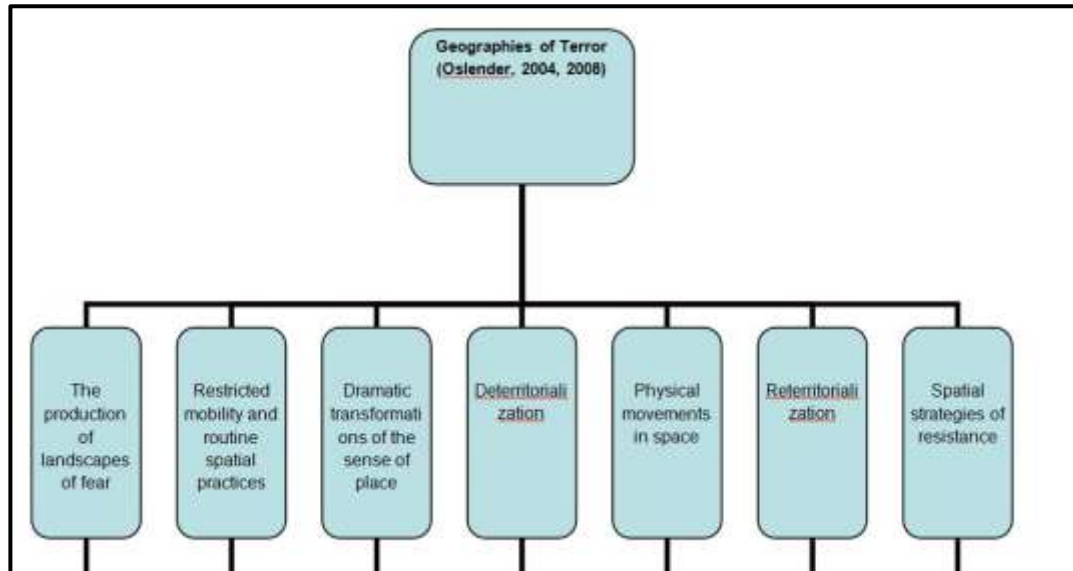 Geographies of Terror
(Oslender, 2004, 2008)
The
production
of
landscapes
of fear
Restricted
mobility and
routine
spatial
practices
Dramatic
transformati
ons of the
sense of
place
Deterritoriali
zation
Physical
movements
in space
Reterritoriali
zation
Spatial
strategies of
resistance